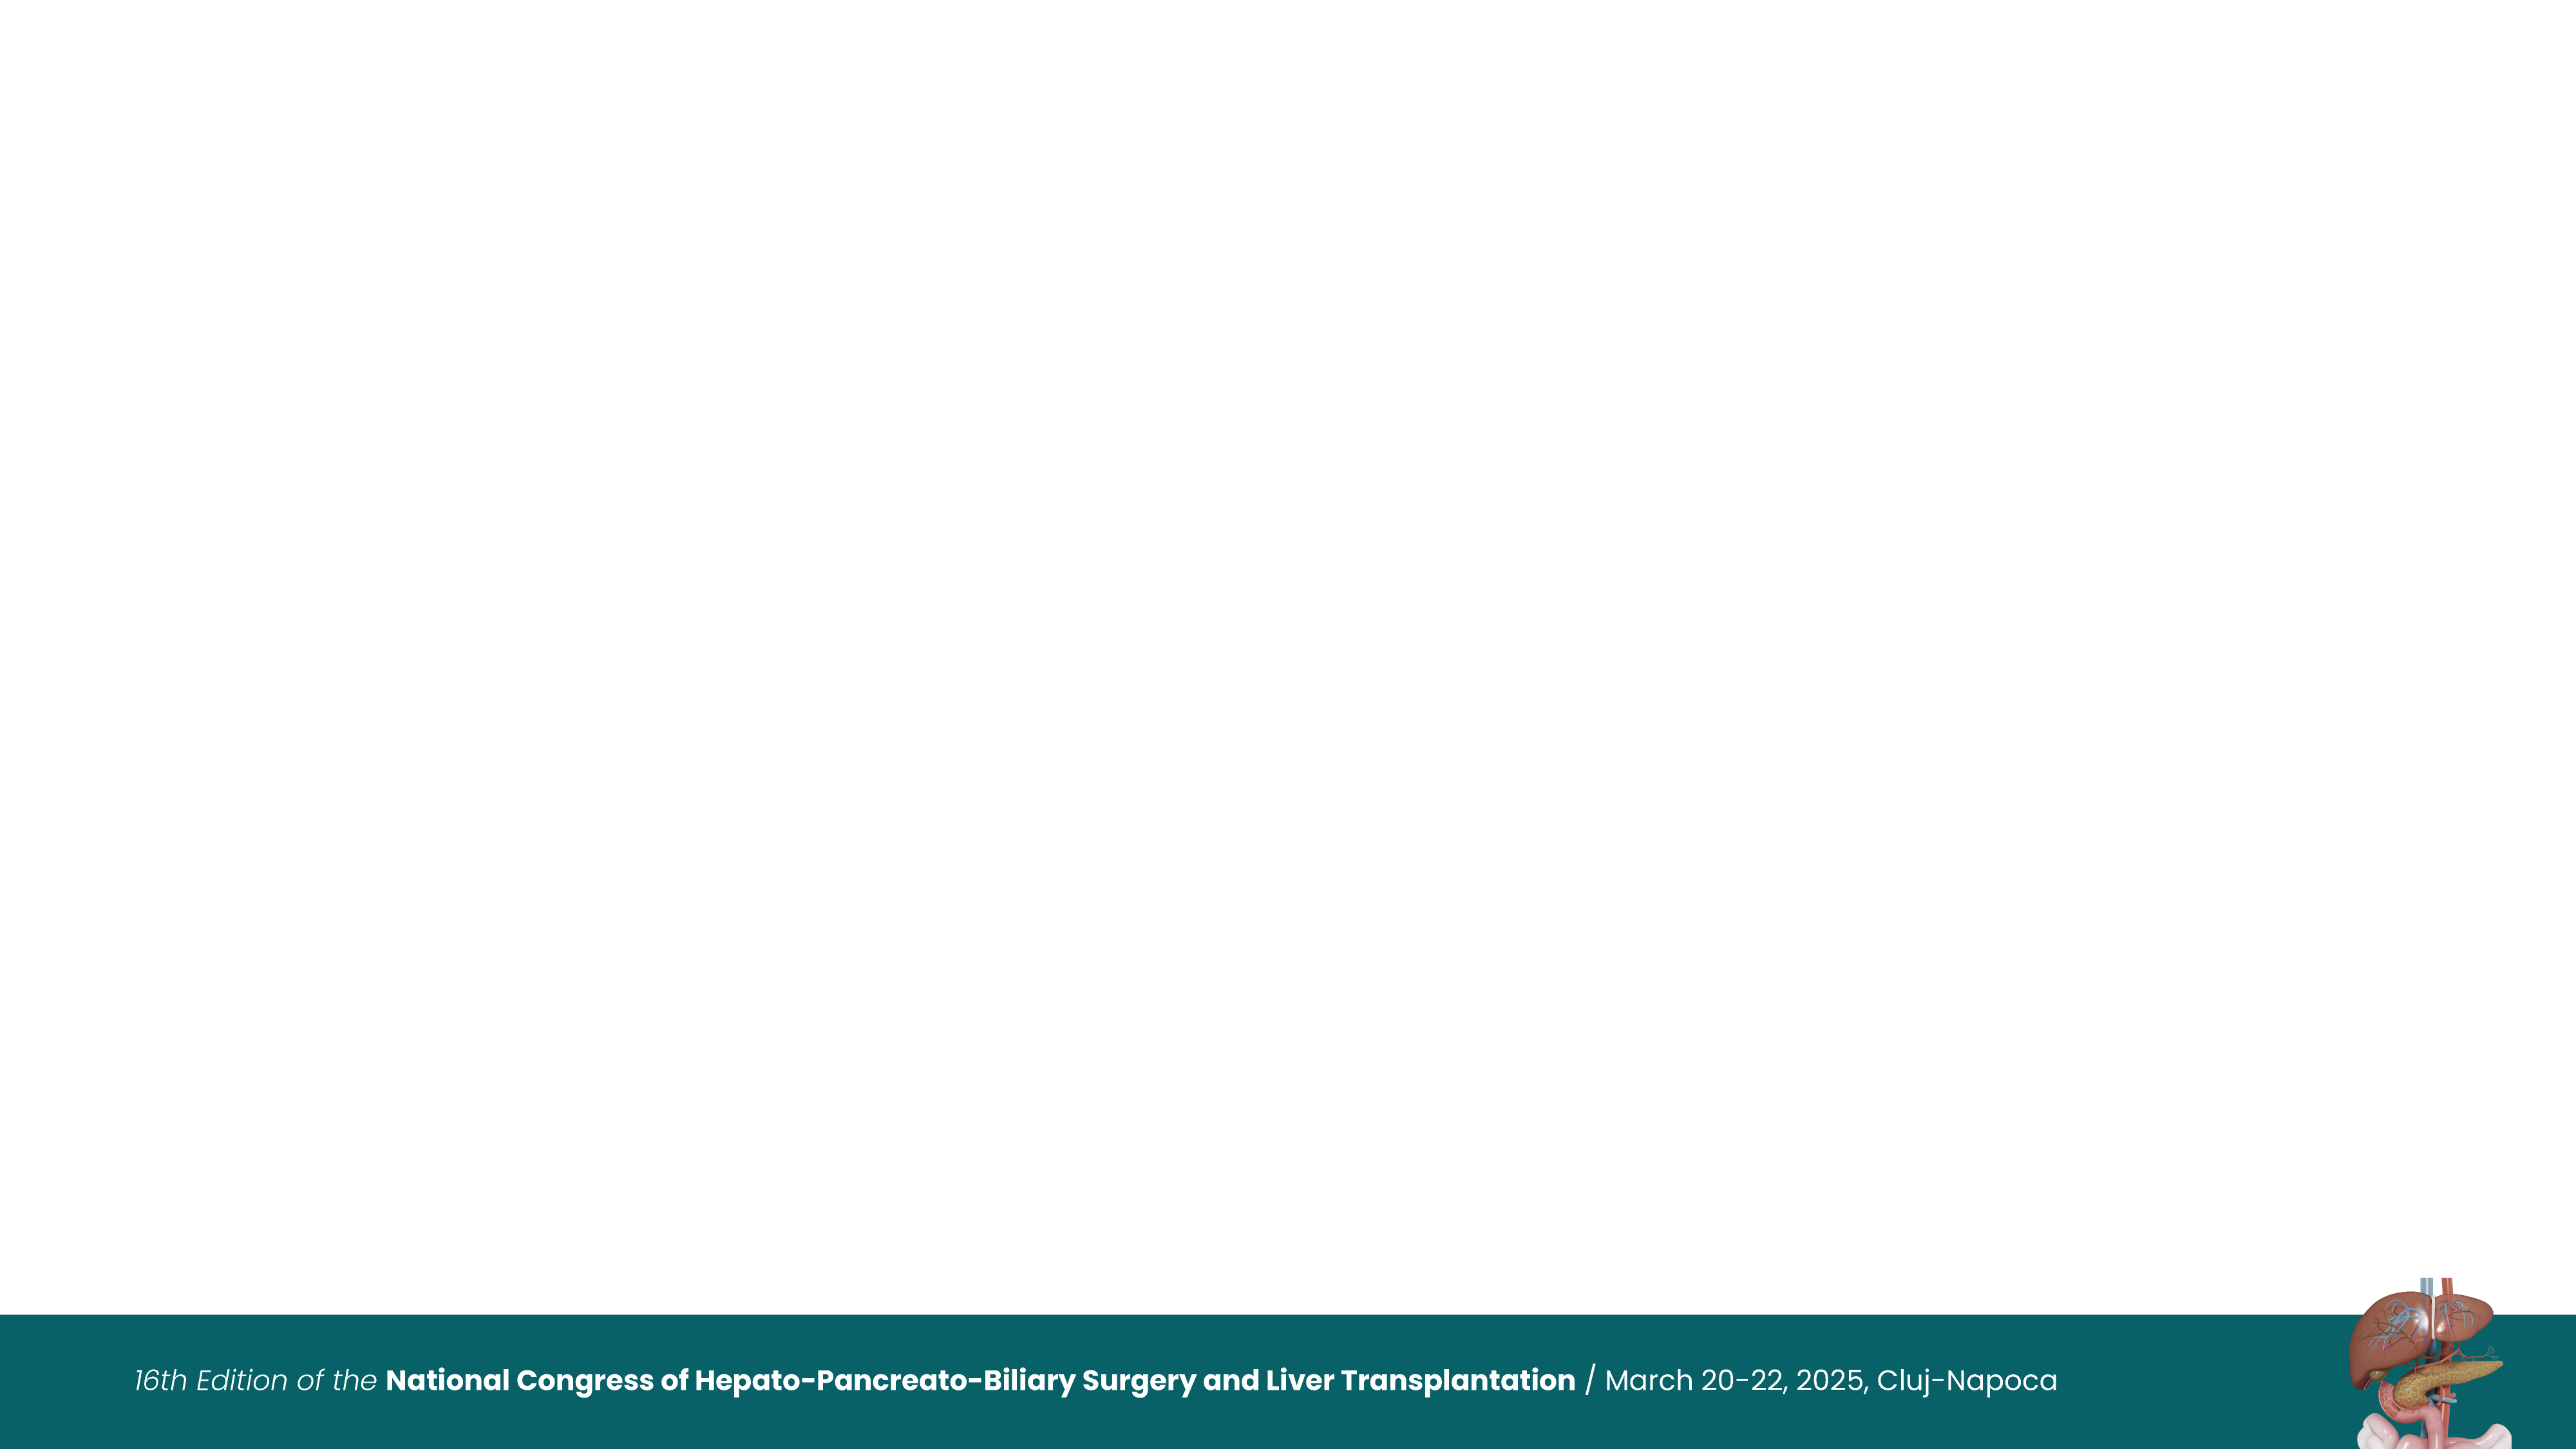 16th Edition of the National Congress of Hepato-Pancreato-Biliary Surgery and Liver Transplantation / March 20-22, 2025, Cluj-Napoca